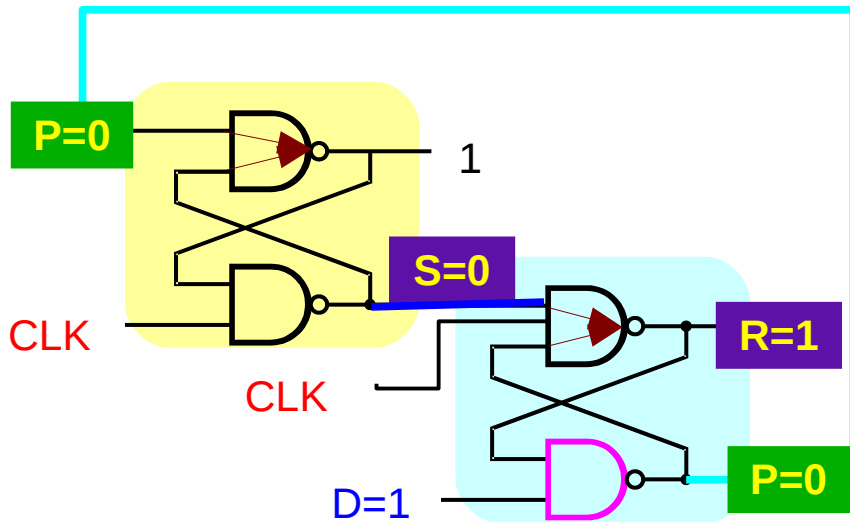 P=0
1
S=0
CLK
R=1
CLK
P=0
D=1